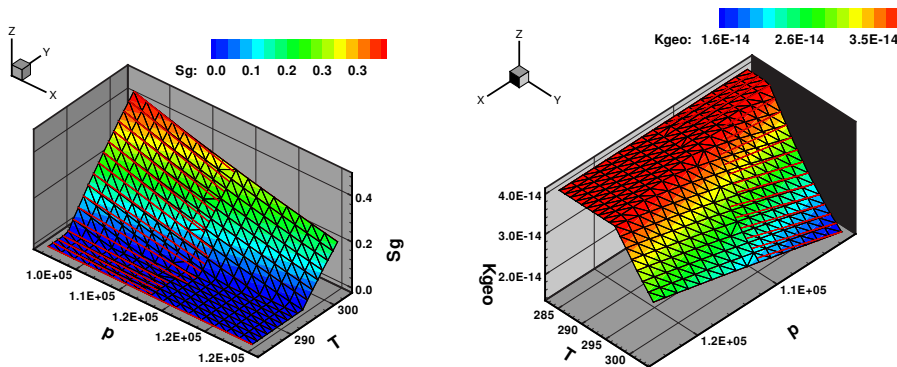 Z
Y
X
Sg: 0.0 0.1 0.2 0.3 0.3
0.4
0.2
0.0
Sg
1.0E+05
1.1E+05
1.2E+05
1.2E+05
p
290
300
T
Z
X
Y
Kgeo: 1.6E-14 2.6E-14 3.5E-14
4.0E-14
3.0E-14
2.0E-14
Kgeo
285
290
295
300
T
1.2E+05
1.1E+05
p